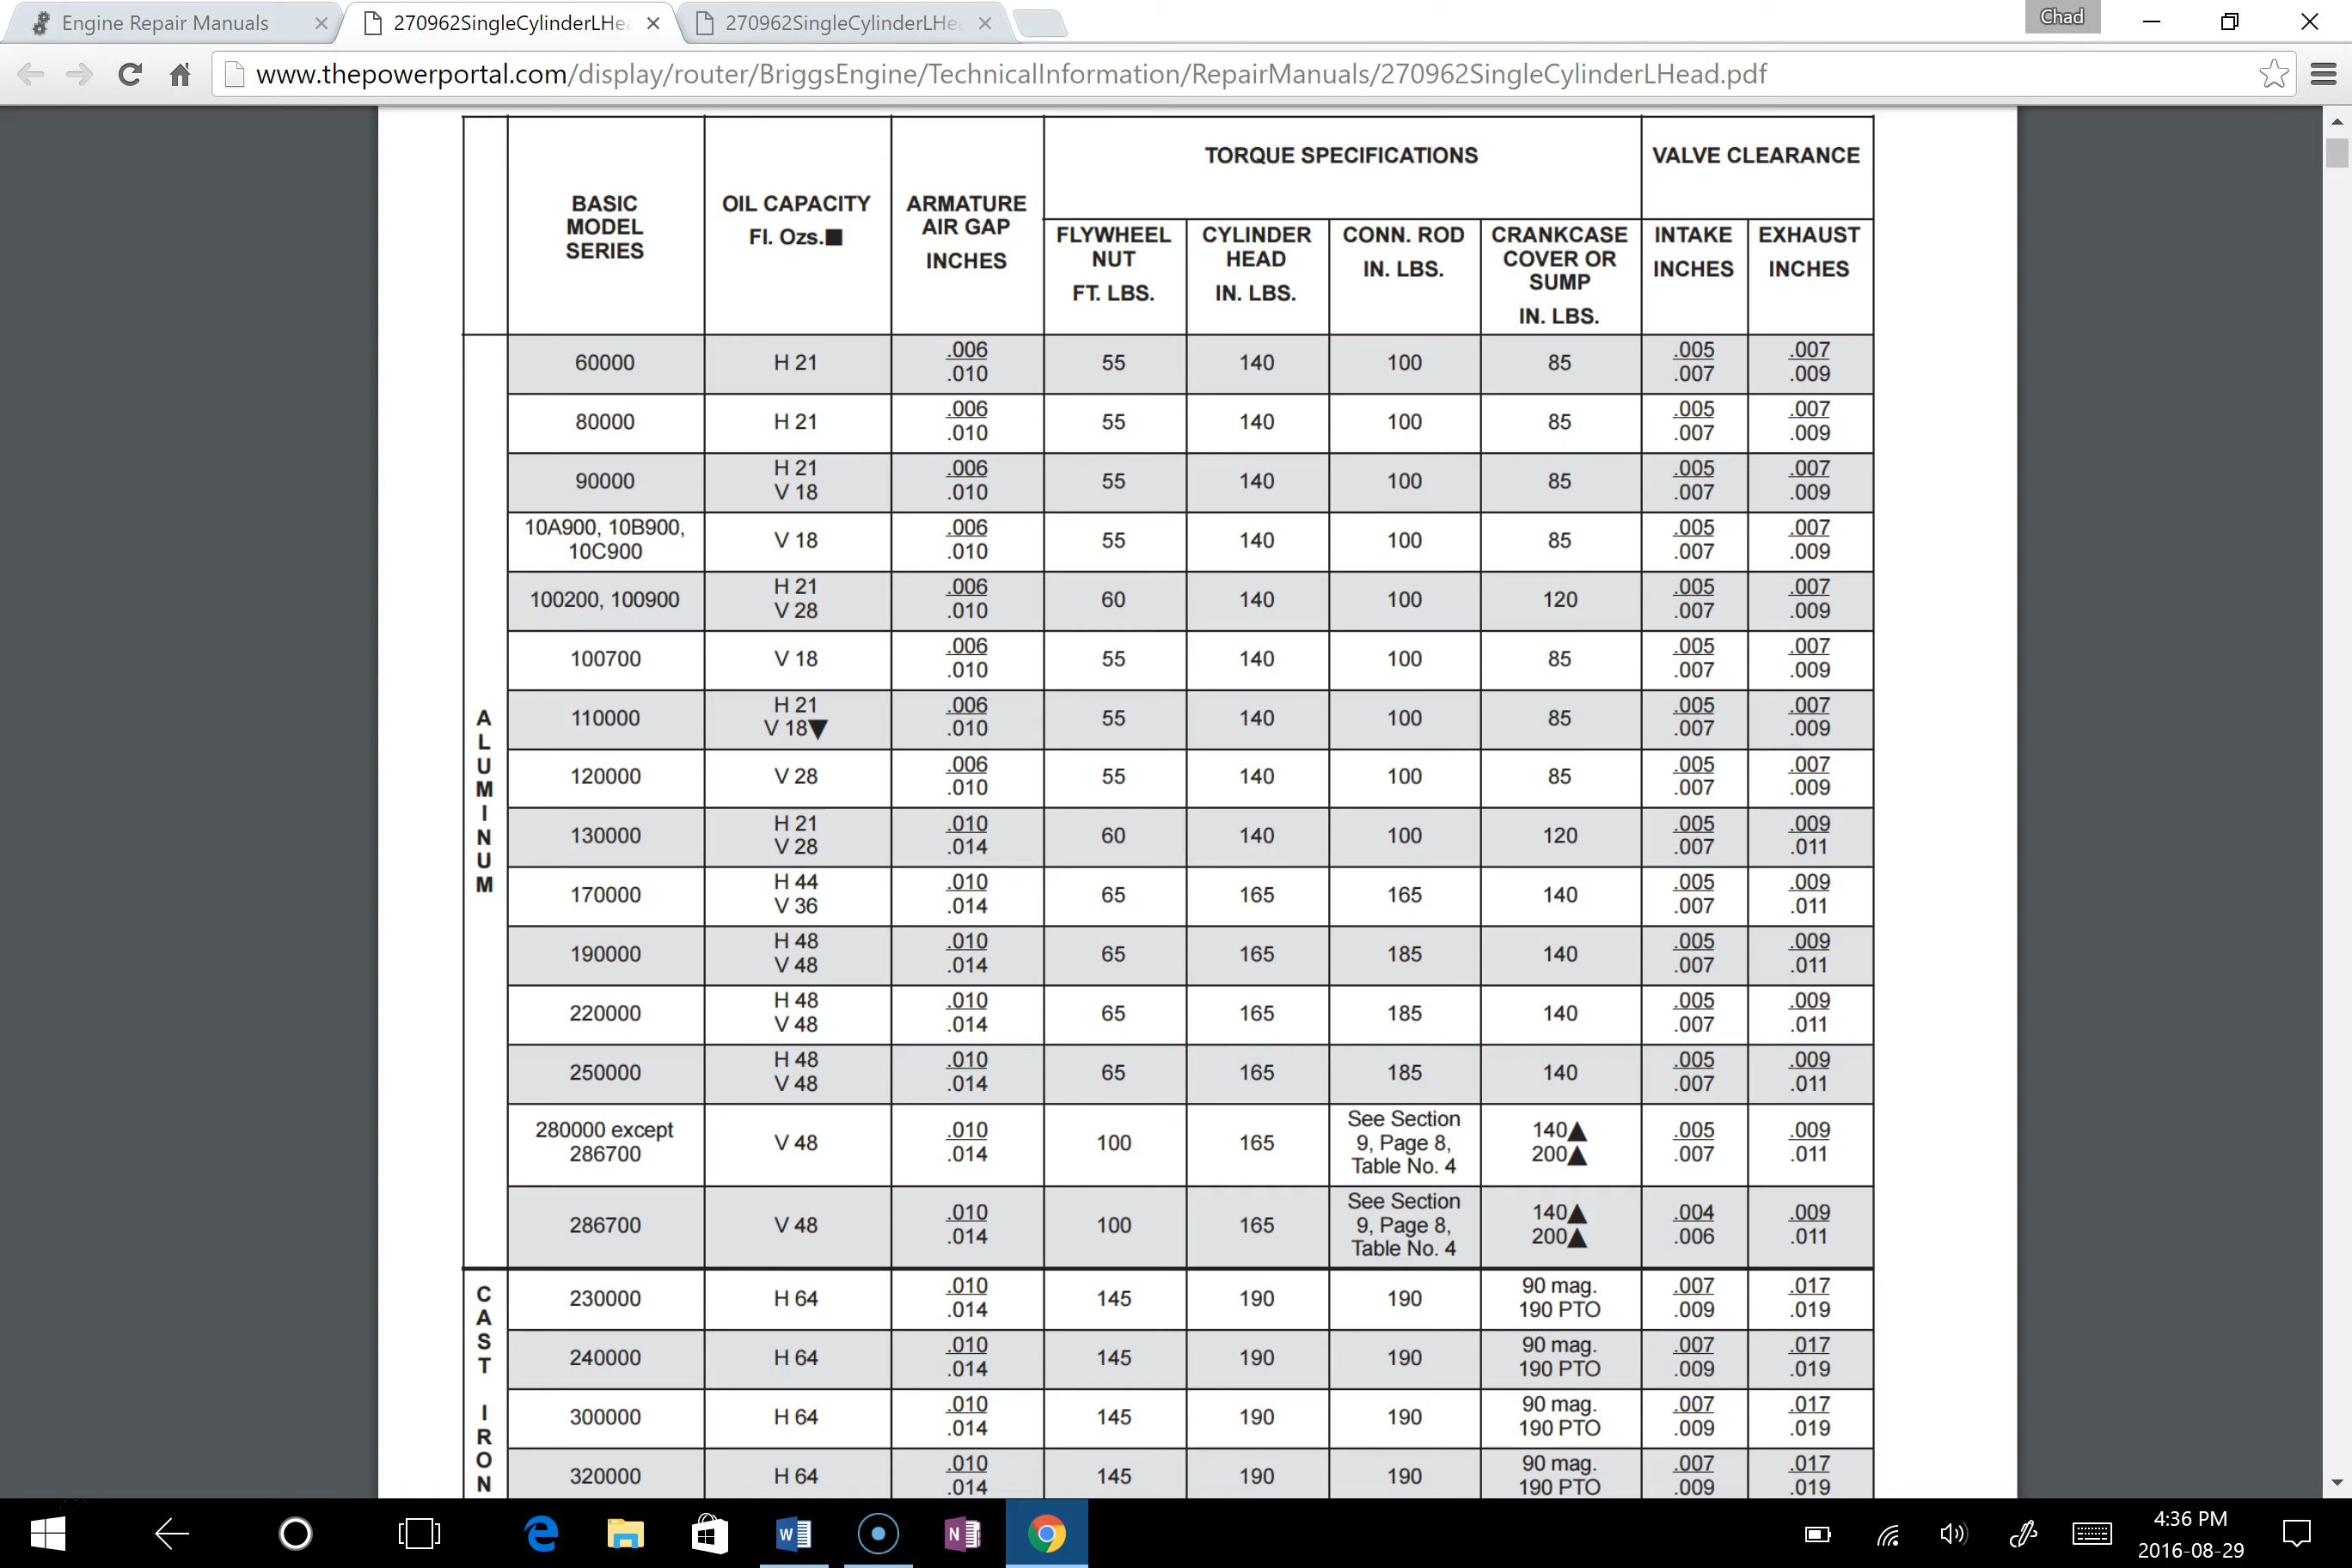 Engine Repair Manuals
270962SingleCylinderLHe
270962SingleCylinderLHe
Chad
www.thepowerportal.com/display/router/BriggsEngine/TechnicalInformation/RepairManuals/270962SingleCylinderLHead.pdf
BASIC MODEL SERIES OIL CAPACITY Fl. Ozs.■ ARMATURE AIR GAP INCHES TORQUE SPECIFICATIONS VALVE CLEARANCE
FLYWHEEL NUT FT. LBS. CYLINDER HEAD IN. LBS. CONN. ROD IN. LBS. CRANKCASE COVER OR SUMP IN. LBS. INTAKE INCHES EXHAUST INCHES
ALUMINUM
60000 H 21 .006 .010 55 140 100 85 .005 .007 .007 .009
80000 H 21 .006 .010 55 140 100 85 .005 .007 .007 .009
90000 H 21 V 18 .006 .010 55 140 100 85 .005 .007 .007 .009
10A900, 10B900, 10C900 V 18 .006 .010 55 140 100 85 .005 .007 .007 .009
100200, 100900 H 21 V 28 .006 .010 60 140 100 120 .005 .007 .007 .009
100700 V 18 .006 .010 55 140 100 85 .005 .007 .007 .009
110000 H 21 V 18▼ .006 .010 55 140 100 85 .005 .007 .007 .009
120000 V 28 .006 .010 55 140 100 85 .005 .007 .007 .009
130000 H 21 V 28 .010 .014 60 140 100 120 .005 .007 .009 .011
170000 H 44 V 36 .010 .014 65 165 165 140 .005 .007 .009 .011
190000 H 48 V 48 .010 .014 65 165 185 140 .005 .007 .009 .011
220000 H 48 V 48 .010 .014 65 165 185 140 .005 .007 .009 .011
250000 H 48 V 48 .010 .014 65 165 185 140 .005 .007 .009 .011
280000 except 286700 V 48 .010 .014 100 165 See Section 9, Page 8, Table No. 4 140▲ 200▲ .005 .007 .009 .011
286700 V 48 .010 .014 100 165 See Section 9, Page 8, Table No. 4 140▲ 200▲ .004 .006 .009 .011
CAST IRON
230000 H 64 .010 .014 145 190 190 90 mag. 190 PTO .007 .009 .017 .019
240000 H 64 .010 .014 145 190 190 90 mag. 190 PTO .007 .009 .017 .019
300000 H 64 .010 .014 145 190 190 90 mag. 190 PTO .007 .009 .017 .019
320000 H 64 .010 .014 145 190 190 90 mag. 190 PTO .007 .009 .017 .019
4:36 PM
2016-08-29